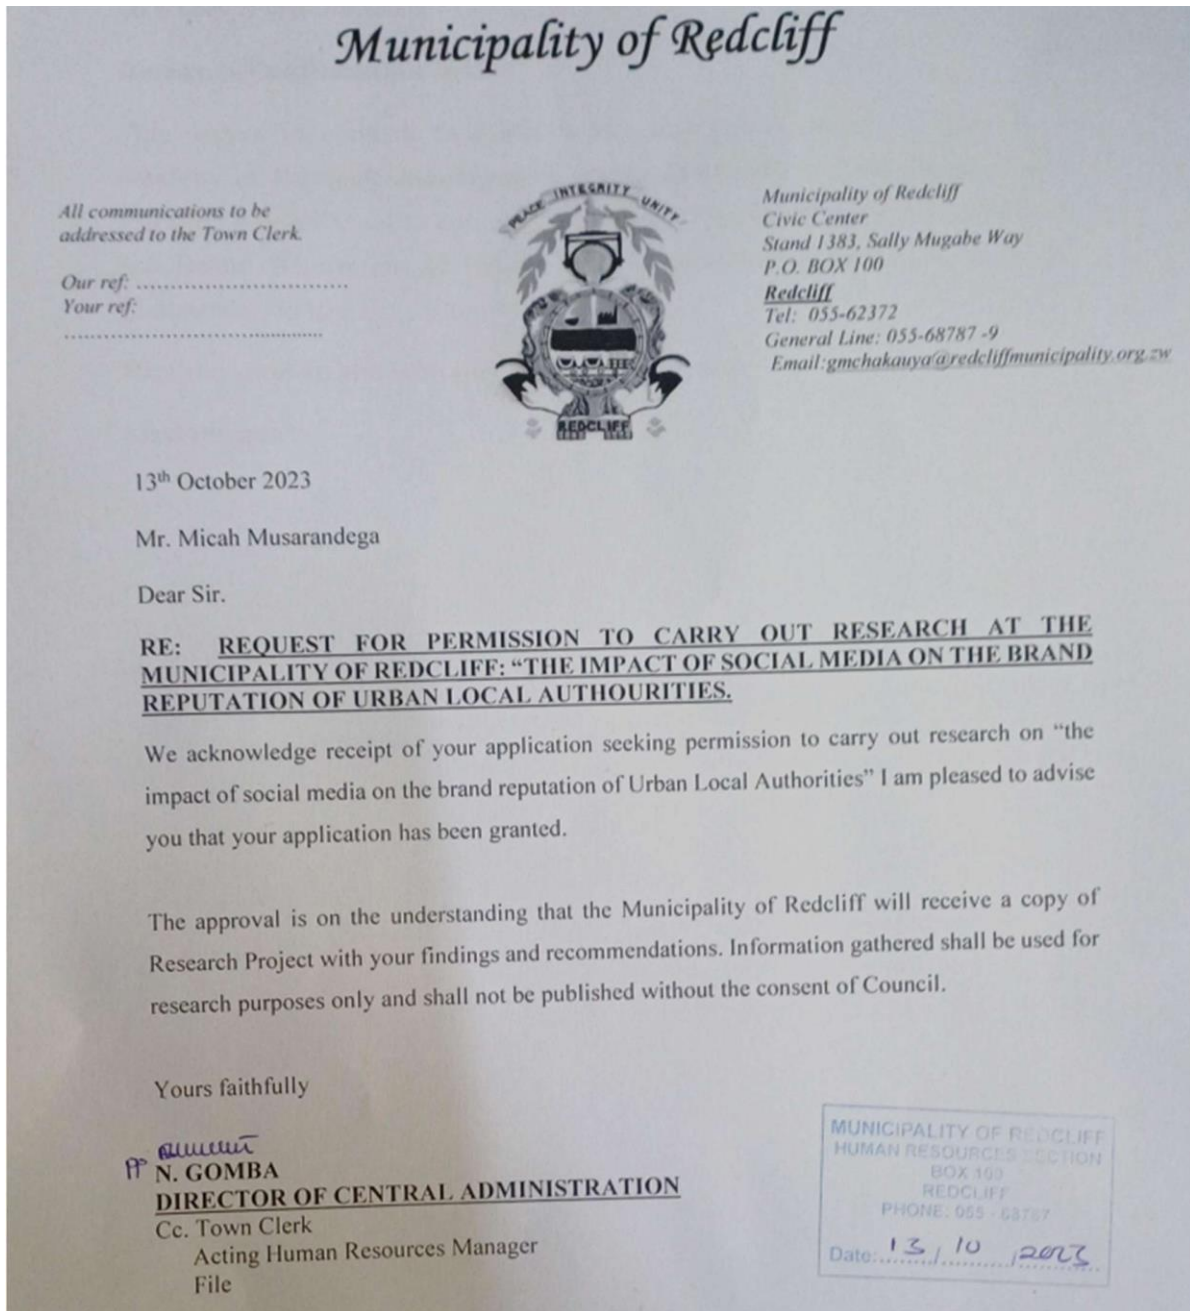 Municipality of Redcliff
All communications to be
addressed to the Town Clerk.
Our ref: ................................
Your ref:
.......................................
PEACE INTEGRITY UNITY
REDCLIFF
Municipality of Redcliff
Civic Center
Stand 1383, Sally Mugabe Way
P.O. BOX 100
Redcliff
Tel: 055-62372
General Line: 055-68787 -9
Email:gmchakauya@redcliffmunicipality.org.zw
13th October 2023
Mr. Micah Musarandega
Dear Sir.
RE: REQUEST FOR PERMISSION TO CARRY OUT RESEARCH AT THE
MUNICIPALITY OF REDCLIFF: “THE IMPACT OF SOCIAL MEDIA ON THE BRAND
REPUTATION OF URBAN LOCAL AUTHOURITIES.
We acknowledge receipt of your application seeking permission to carry out research on “the
impact of social media on the brand reputation of Urban Local Authorities” I am pleased to advise
you that your application has been granted.
The approval is on the understanding that the Municipality of Redcliff will receive a copy of
Research Project with your findings and recommendations. Information gathered shall be used for
research purposes only and shall not be published without the consent of Council.
Yours faithfully
PP N. GOMBA
DIRECTOR OF CENTRAL ADMINISTRATION
Cc. Town Clerk
Acting Human Resources Manager
File
MUNICIPALITY OF REDCLIFF
HUMAN RESOURCES SECTION
BOX 100
REDCLIFF
PHONE: 055 - 68787
Date: 13 / 10 / 2023